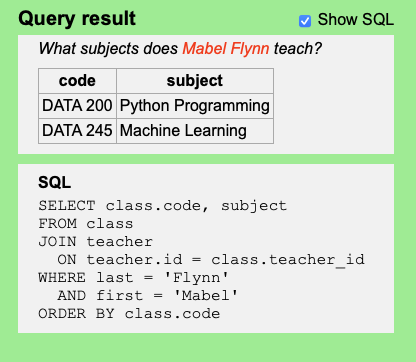 Query result
Show SQL
What subjects does Mabel Flynn teach?
code subject
DATA 200 Python Programming
DATA 245 Machine Learning
SQL
SELECT class.code, subject
FROM class
JOIN teacher
  ON teacher.id = class.teacher_id
WHERE last = 'Flynn'
  AND first = 'Mabel'
ORDER BY class.code